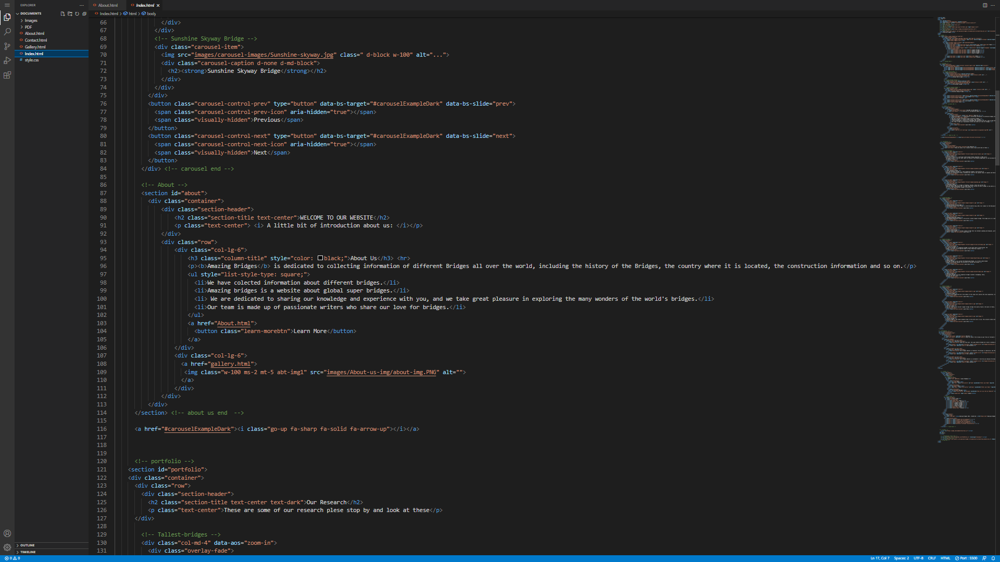 EXPLORER
DOCUMENTS
Images
PDF
About.html
Contact.html
Gallery.html
Index.html
# style.css
OUTLINE
TIMELINE
About.html
Index.html
Index.html > html > body
66 </div>
67 </div>
68 <!-- Sunshine Skyway Bridge -->
69 <div class="carousel-item">
70 <img src="images/carousel-images/Sunshine-skyway.jpg" class=" d-block w-100" alt="...">
71 <div class="carousel-caption d-none d-md-block">
72 <h2><strong>Sunshine Skyway Bridge</strong></h2>
73 </div>
74 </div>
75 </div>
76 <button class="carousel-control-prev" type="button" data-bs-target="#carouselExampleDark" data-bs-slide="prev">
77 <span class="carousel-control-prev-icon" aria-hidden="true"></span>
78 <span class="visually-hidden">Previous</span>
79 </button>
80 <button class="carousel-control-next" type="button" data-bs-target="#carouselExampleDark" data-bs-slide="next">
81 <span class="carousel-control-next-icon" aria-hidden="true"></span>
82 <span class="visually-hidden">Next</span>
83 </button>
84 </div> <!-- carousel end -->
85
86 <!-- About -->
87 <section id="about">
88 <div class="container">
89 <div class="section-header">
90 <h2 class="section-title text-center">WELCOME TO OUR WEBSITE</h2>
91 <p class="text-center"> <i> A little bit of introduction about us: </i></p>
92 </div>
93 <div class="row">
94 <div class="col-lg-6">
95 <h3 class="column-title" style="color: black;">About Us</h3> <hr>
96 <p><b>Amazing Bridges</b> is dedicated to collecting information of different Bridges all over the world, including the history of the Bridges, the country where it is located, the construction information and so on.</p>
97 <ul style="list-style-type: square;">
98 <li>We have colected information about different bridges.</li>
99 <li>Amazing bridges is a website about global super bridges.</li>
100 <li> We are dedicated to sharing our knowledge and experience with you, and we take great pleasure in exploring the many wonders of the world's bridges.</li>
101 <li>Our team is made up of passionate writers who share our love for bridges.</li>
102 </ul>
103 <a href="About.html">
104 <button class="learn-morebtn">Learn More</button>
105 </a>
106 </div>
107 <div class="col-lg-6">
108 <a href="gallery.html">
109 <img class="w-100 ms-2 mt-5 abt-img1" src="images/About-us-img/about-img.PNG" alt="">
110 </a>
111 </div>
112 </div>
113 </div>
114 </section> <!-- about us end  -->
115
116 <a href="#carouselExampleDark"><i class="go-up fa-sharp fa-solid fa-arrow-up"></i></a>
117
118
119
120 <!-- portfolio -->
121 <section id="portfolio">
122 <div class="container">
123 <div class="row">
124 <div class="section-header">
125 <h2 class="section-title text-center text-dark">Our Research</h2>
126 <p class="text-center">These are some of our research plese stop by and look at these</p>
127 </div>
128
129 <!-- Tallest-bridges -->
130 <div class="col-md-4" data-aos="zoom-in">
131 <div class="overlay-fade">
0 0
Ln 17, Col 7
Spaces: 2
UTF-8
CRLF
HTML
Port : 5500